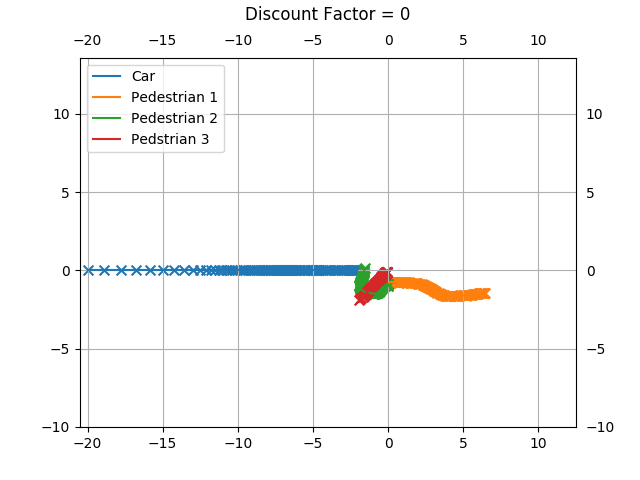 Discount Factor = 0
−20 −15 −10 −5 0 5 10
Car
Pedestrian 1
Pedestrian 2
Pedstrian 3
10 10
5 5
0 0
−5 −5
−10 −10
−20 −15 −10 −5 0 5 10